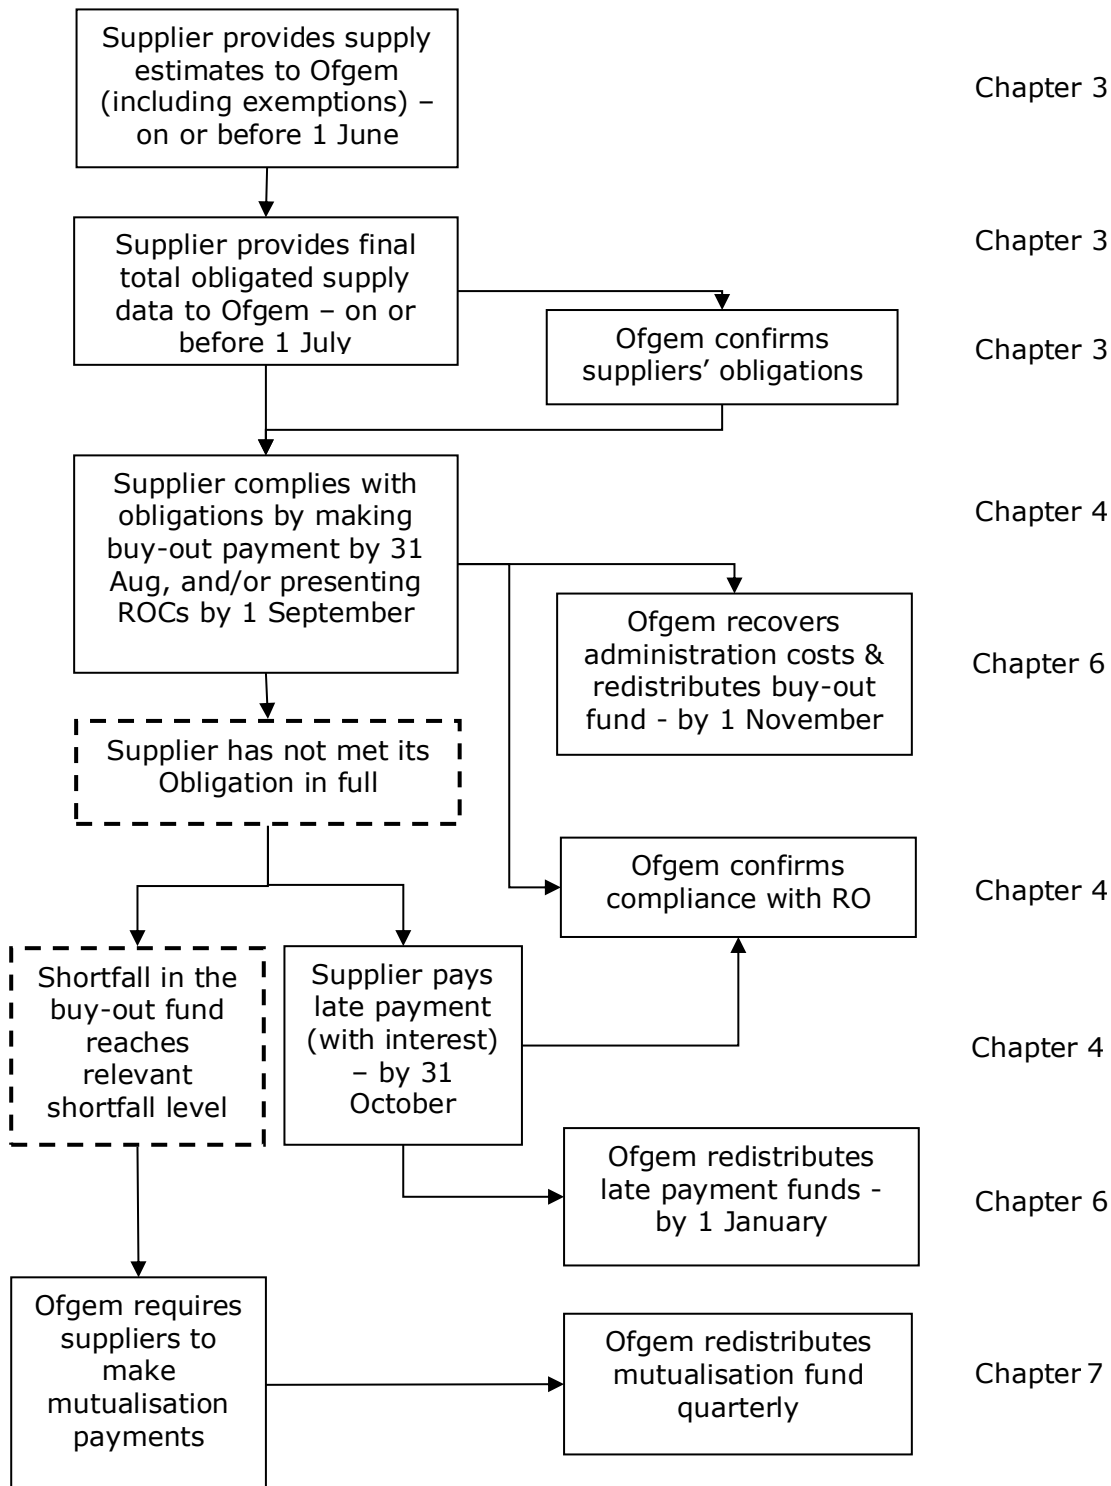 Supplier provides supply
estimates to Ofgem
(including exemptions) –
on or before 1 June
Chapter 3
Supplier provides final
total obligated supply
data to Ofgem – on or
before 1 July
Chapter 3
Ofgem confirms
suppliers’ obligations
Chapter 3
Supplier complies with
obligations by making
buy-out payment by 31
Aug, and/or presenting
ROCs by 1 September
Chapter 4
Ofgem recovers
administration costs &
redistributes buy-out
fund - by 1 November
Chapter 6
Supplier has not met its
Obligation in full
Ofgem confirms
compliance with RO
Chapter 4
Shortfall in the
buy-out fund
reaches
relevant
shortfall level
Supplier pays
late payment
(with interest)
– by 31
October
Chapter 4
Ofgem redistributes
late payment funds -
by 1 January
Chapter 6
Ofgem requires
suppliers to
make
mutualisation
payments
Ofgem redistributes
mutualisation fund
quarterly
Chapter 7